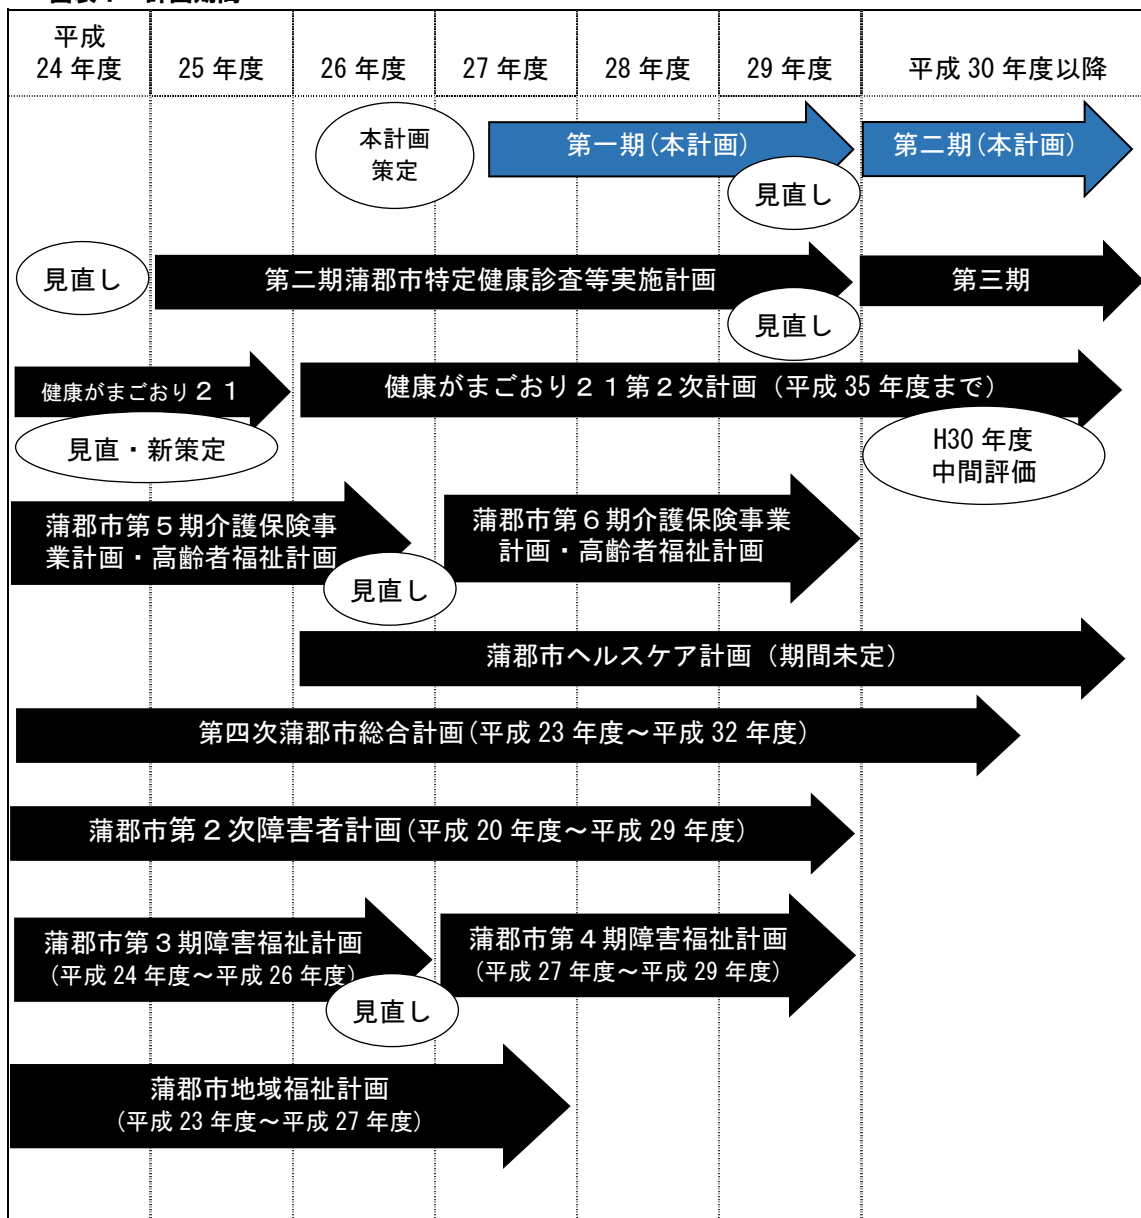 平成
24 年度
25 年度
26 年度
27 年度
28 年度
29 年度
平成 30 年度以降
本計画
策定
第一期(本計画)
第二期(本計画)
見直し
見直し
第二期蒲郡市特定健康診査等実施計画
第三期
見直し
健康がまごおり２１
健康がまごおり２１第２次計画（平成 35 年度まで）
見直・新策定
H30 年度
中間評価
蒲郡市第５期介護保険事
業計画・高齢者福祉計画
蒲郡市第６期介護保険事業
計画・高齢者福祉計画
見直し
蒲郡市ヘルスケア計画（期間未定）
第四次蒲郡市総合計画(平成 23 年度～平成 32 年度)
蒲郡市第２次障害者計画(平成 20 年度～平成 29 年度)
蒲郡市第３期障害福祉計画
(平成 24 年度～平成 26 年度)
蒲郡市第４期障害福祉計画
(平成 27 年度～平成 29 年度)
見直し
蒲郡市地域福祉計画
(平成 23 年度～平成 27 年度)